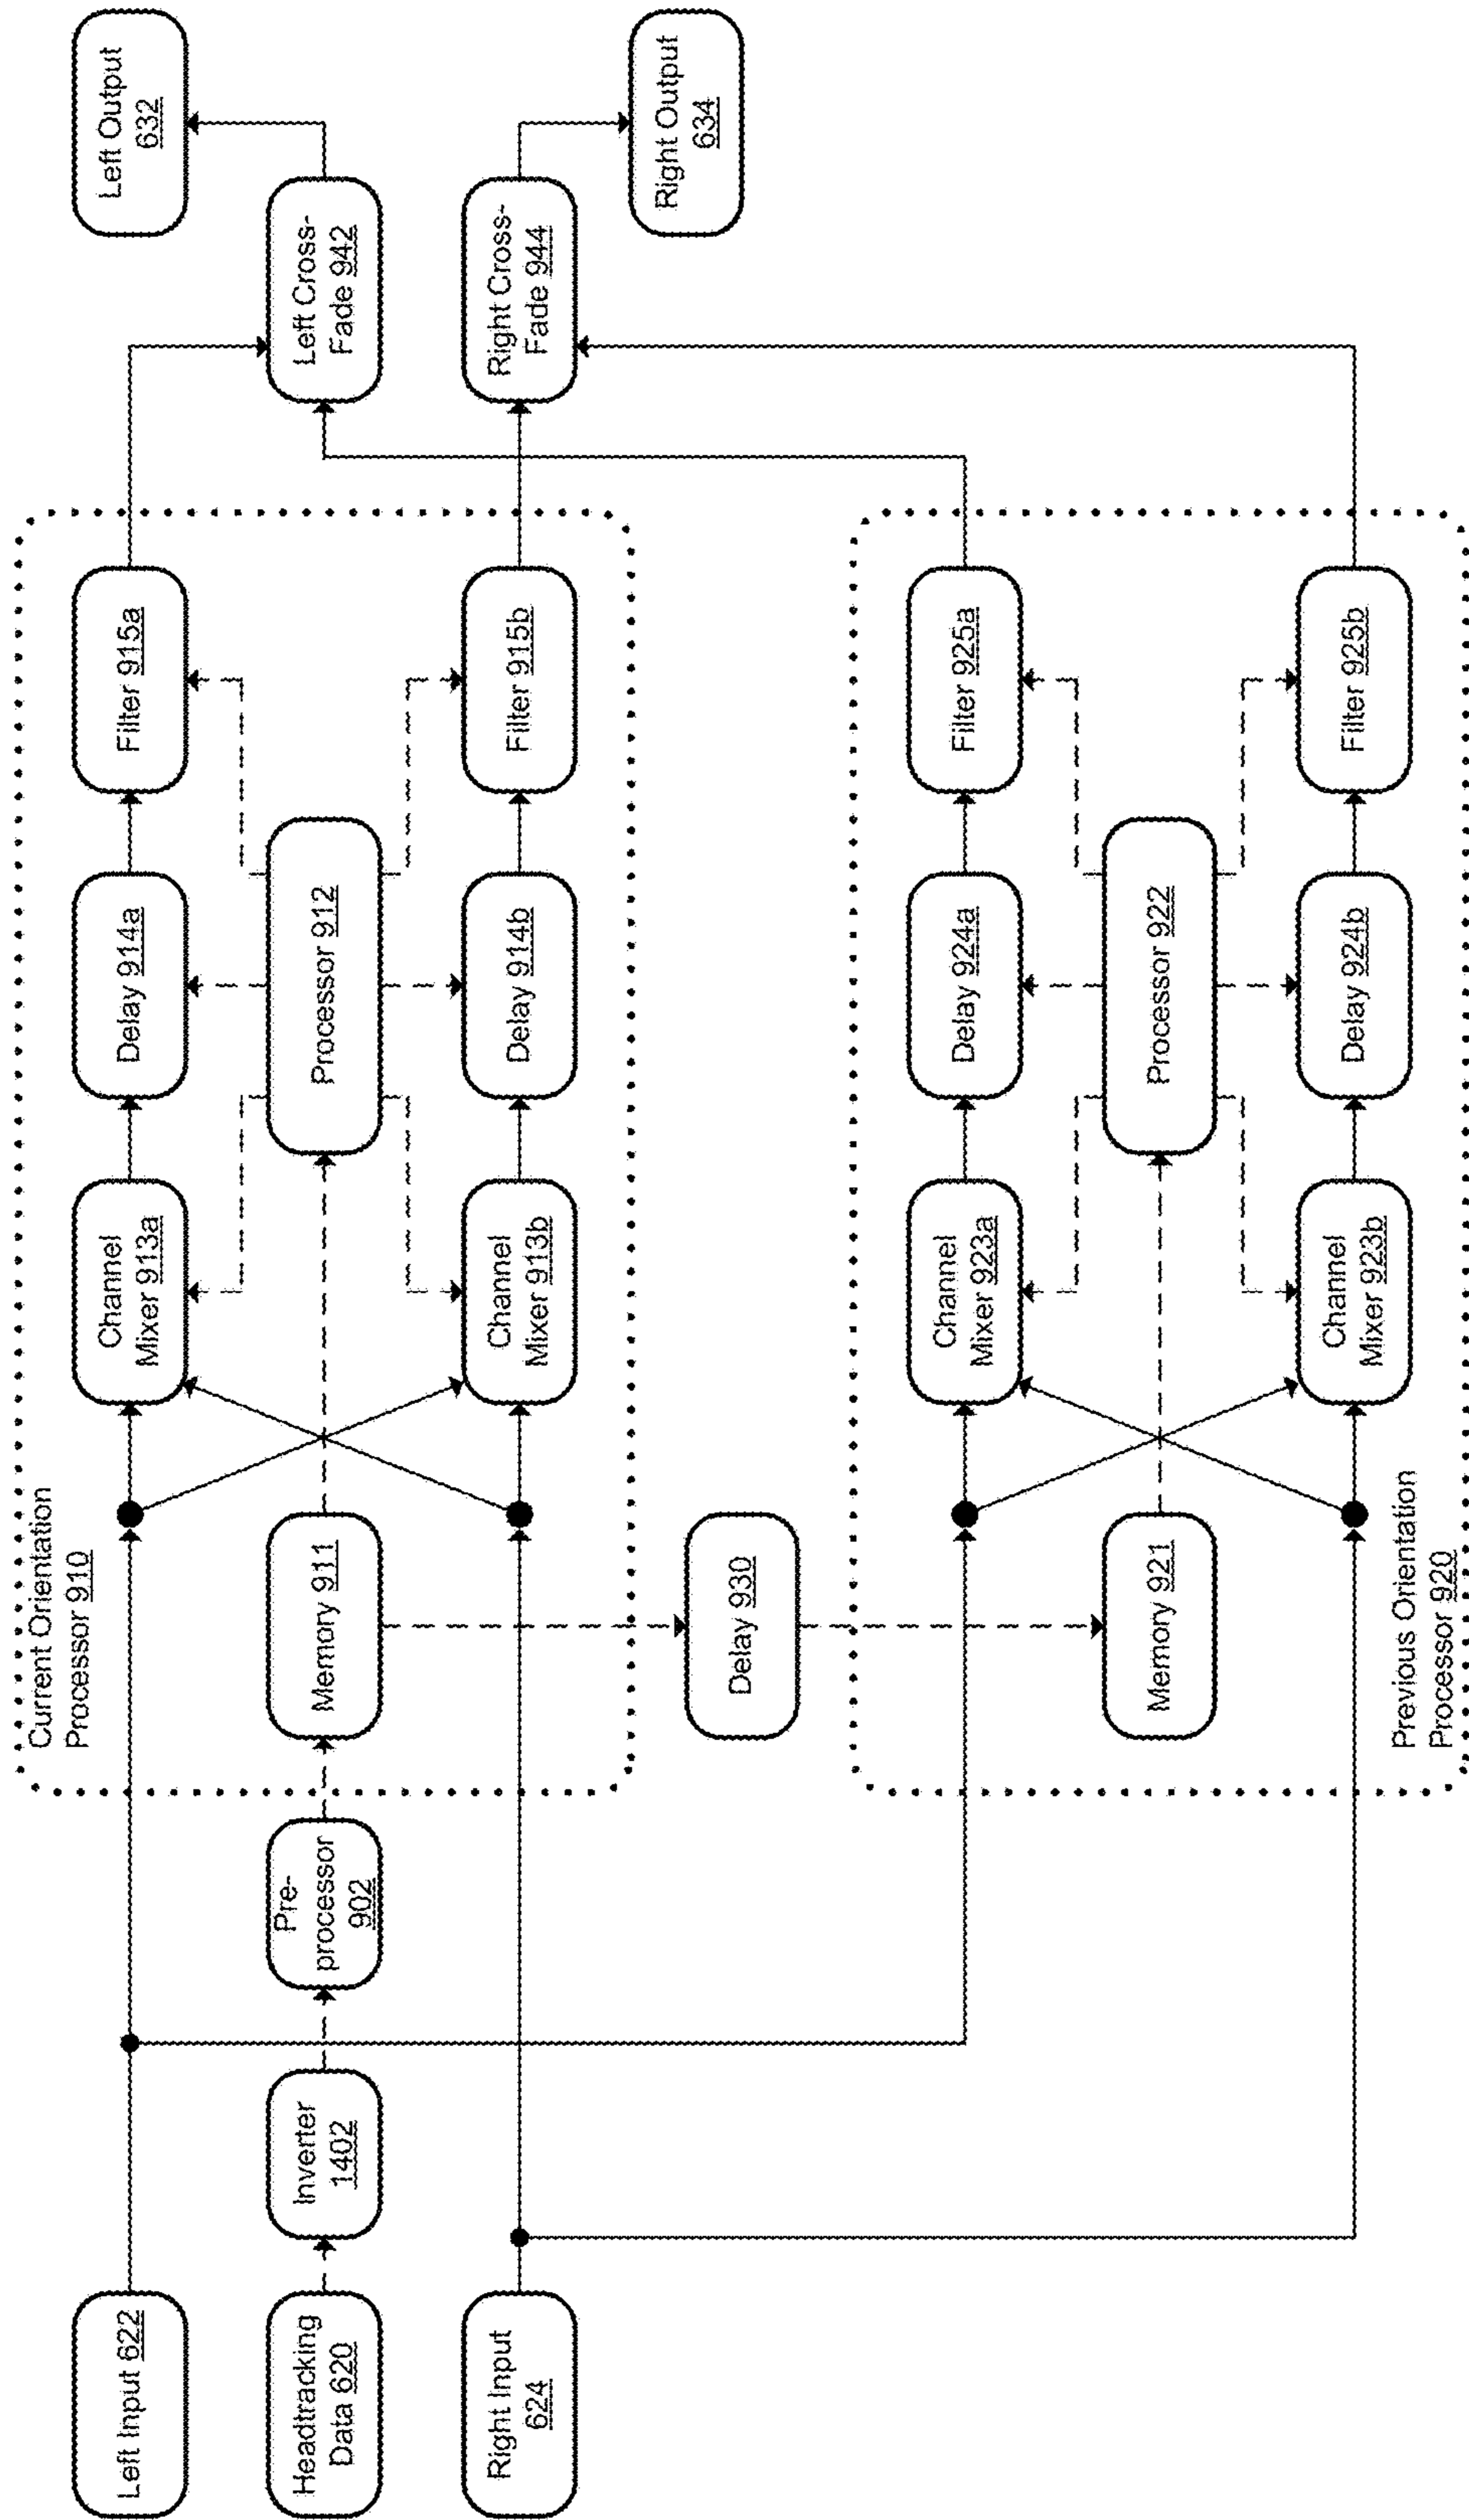 Left Input 622
Headtracking
Data 620
Right Input
624
Inverter
1402
Pre-
processor
902
Current Orientation
Processor 910
Memory 911
Channel
Mixer 913a
Channel
Mixer 913b
Processor 912
Delay 914a
Delay 914b
Filter 915a
Filter 915b
Delay 930
Previous Orientation
Processor 920
Memory 921
Channel
Mixer 923a
Channel
Mixer 923b
Processor 922
Delay 924a
Delay 924b
Filter 925a
Filter 925b
Left Cross-
Fade 942
Right Cross-
Fade 944
Left Output
632
Right Output
634